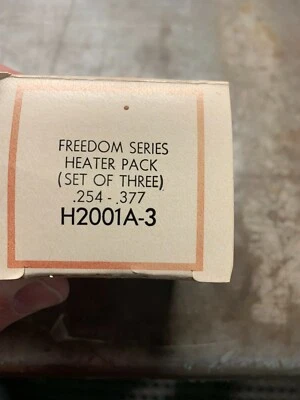 FREEDOM SERIES
HEATER PACK
(SET OF THREE)
.254 - .377
H2001A-3